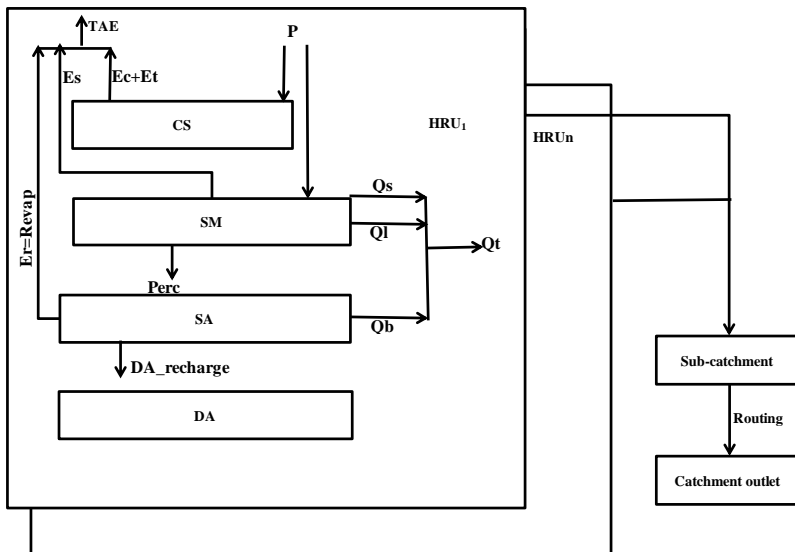 TAE
P
Es
Ec+Et
CS
HRU₁
HRUn
Er=Revap
Qs
SM
Ql
Qt
Perc
SA
Qb
DA_recharge
DA
Sub-catchment
Routing
Catchment outlet